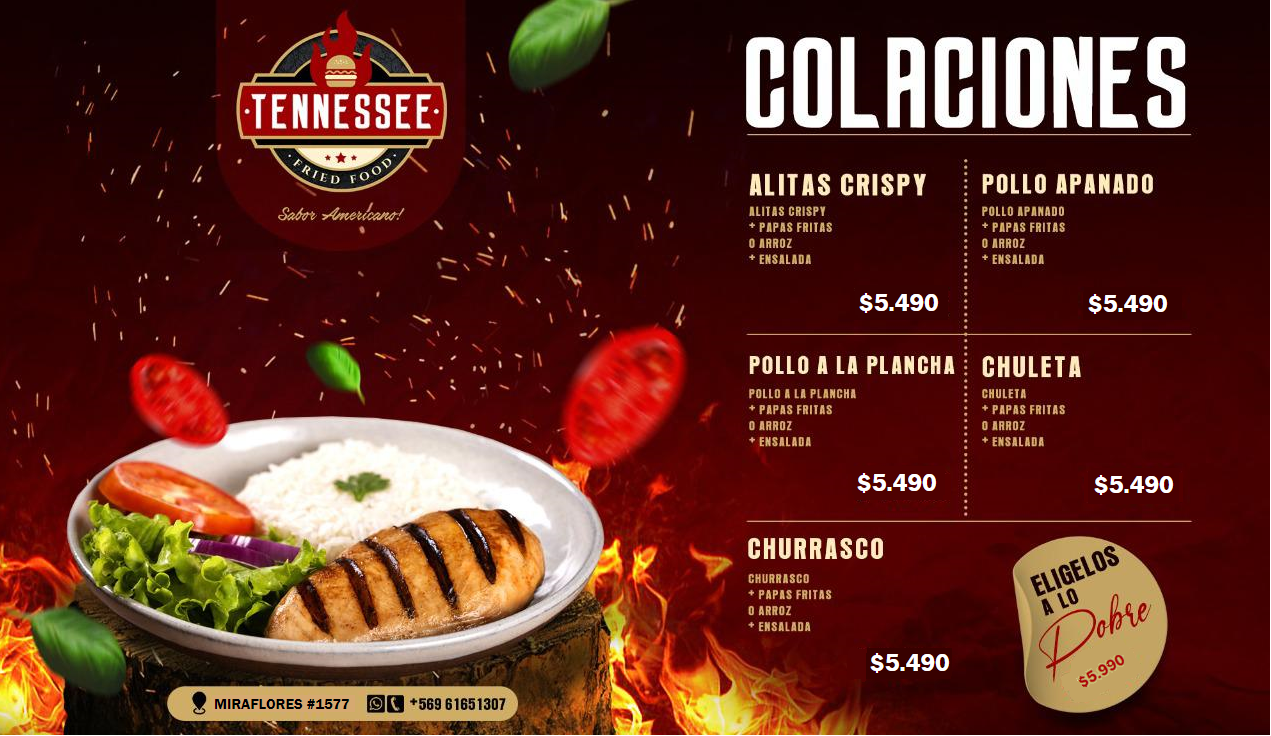 TENNESSEE
FRIED FOOD
Sabor Americano!
COLACIONES
ALITAS CRISPY
ALITAS CRISPY
+ PAPAS FRITAS
O ARROZ
+ ENSALADA
$5.490
POLLO APANADO
POLLO APANADO
+ PAPAS FRITAS
O ARROZ
+ ENSALADA
$5.490
POLLO A LA PLANCHA
POLLO A LA PLANCHA
+ PAPAS FRITAS
O ARROZ
+ ENSALADA
$5.490
CHULETA
CHULETA
+ PAPAS FRITAS
O ARROZ
+ ENSALADA
$5.490
CHURRASCO
CHURRASCO
+ PAPAS FRITAS
O ARROZ
+ ENSALADA
$5.490
ELIGELOS
A LO
Pobre
$5.990
MIRAFLORES #1577
+569 61651307